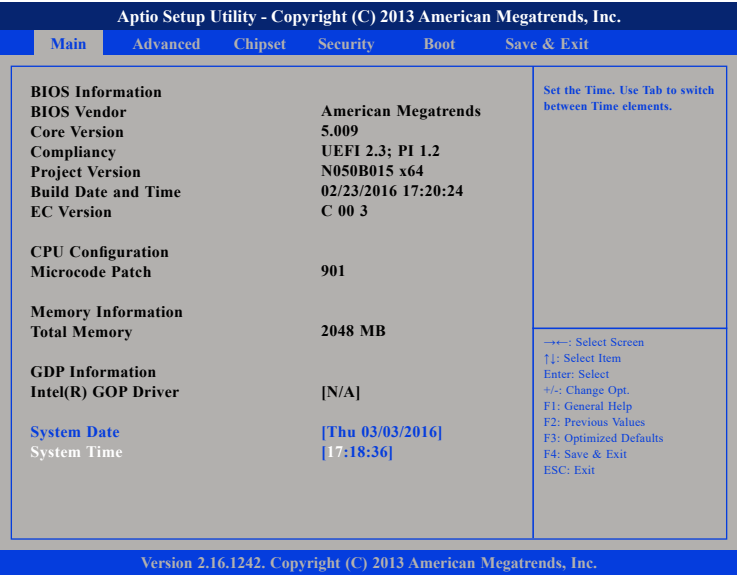 Aptio Setup Utility - Copyright (C) 2013 American Megatrends, Inc.
Main Advanced Chipset Security Boot Save & Exit
BIOS Information
BIOS Vendor American Megatrends
Core Version 5.009
Compliancy UEFI 2.3; PI 1.2
Project Version N050B015 x64
Build Date and Time 02/23/2016 17:20:24
EC Version C 00 3
CPU Configuration
Microcode Patch 901
Memory Information
Total Memory 2048 MB
GDP Information
Intel(R) GOP Driver [N/A]
System Date [Thu 03/03/2016]
System Time [17:18:36]
Set the Time. Use Tab to switch
between Time elements.
→←: Select Screen
↑↓: Select Item
Enter: Select
+/-: Change Opt.
F1: General Help
F2: Previous Values
F3: Optimized Defaults
F4: Save & Exit
ESC: Exit
Version 2.16.1242. Copyright (C) 2013 American Megatrends, Inc.